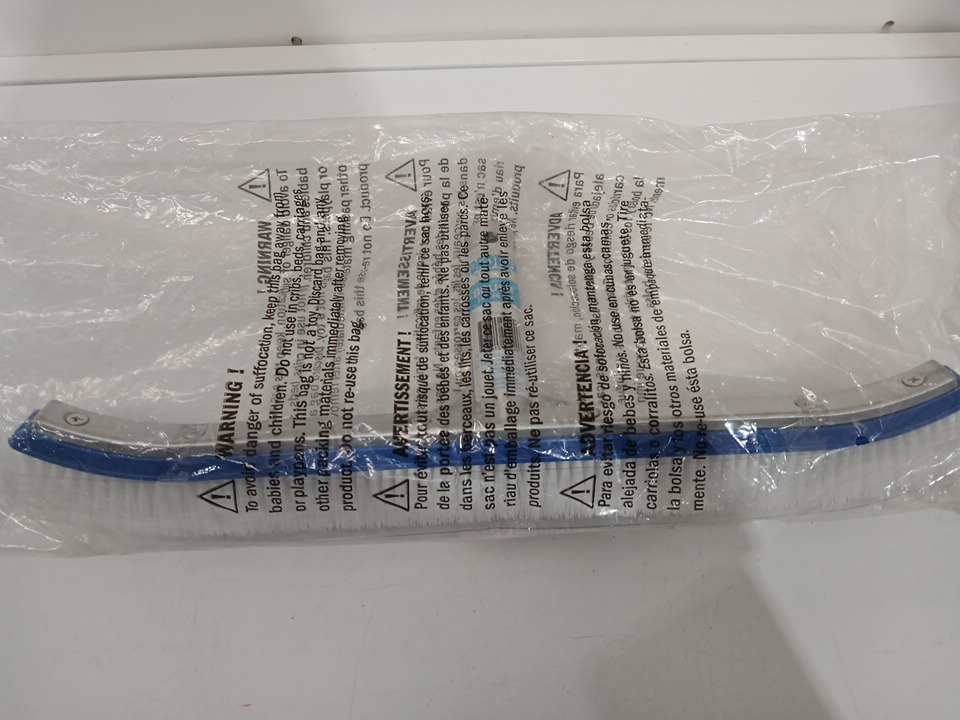 WARNING !
To avoid danger of suffocation, keep this bag away from
babies and children. Do not use in cribs, beds, carriages
or playpens. This bag is not a toy. Discard bag and any
other packing materials immediately after removing
product. Do not re-use this bag.
AVERTISSEMENT !
Pour éviter tout risque de suffocation, tenir ce sac hors
de la portée des bébés et des enfants. Ne pas utiliser
dans les berceaux, les lits, les carrosses ou les parcs. Ce
sac n'est pas un jouet. Jeter ce sac ou tout autre maté-
riau d'emballage immédiatement après avoir enlevé les
produits. Ne pas ré-utiliser ce sac.
ADVERTENCIA !
Para evitar riesgo de sofocación, mantenga esta bolsa
alejada de bebas y niños. No use en cunas, camas,
carriolas o corralitos. Esta bolsa no es un juguete. Tire
la bolsa y los otros materiales de empaque immediata-
mente. No re-use esta bolsa.